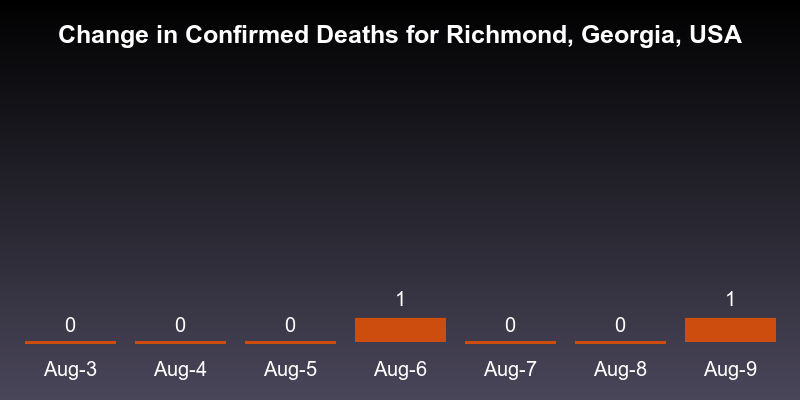 Change in Confirmed Deaths for Richmond, Georgia, USA
0 0 0 1 0 0 1
Aug-3 Aug-4 Aug-5 Aug-6 Aug-7 Aug-8 Aug-9